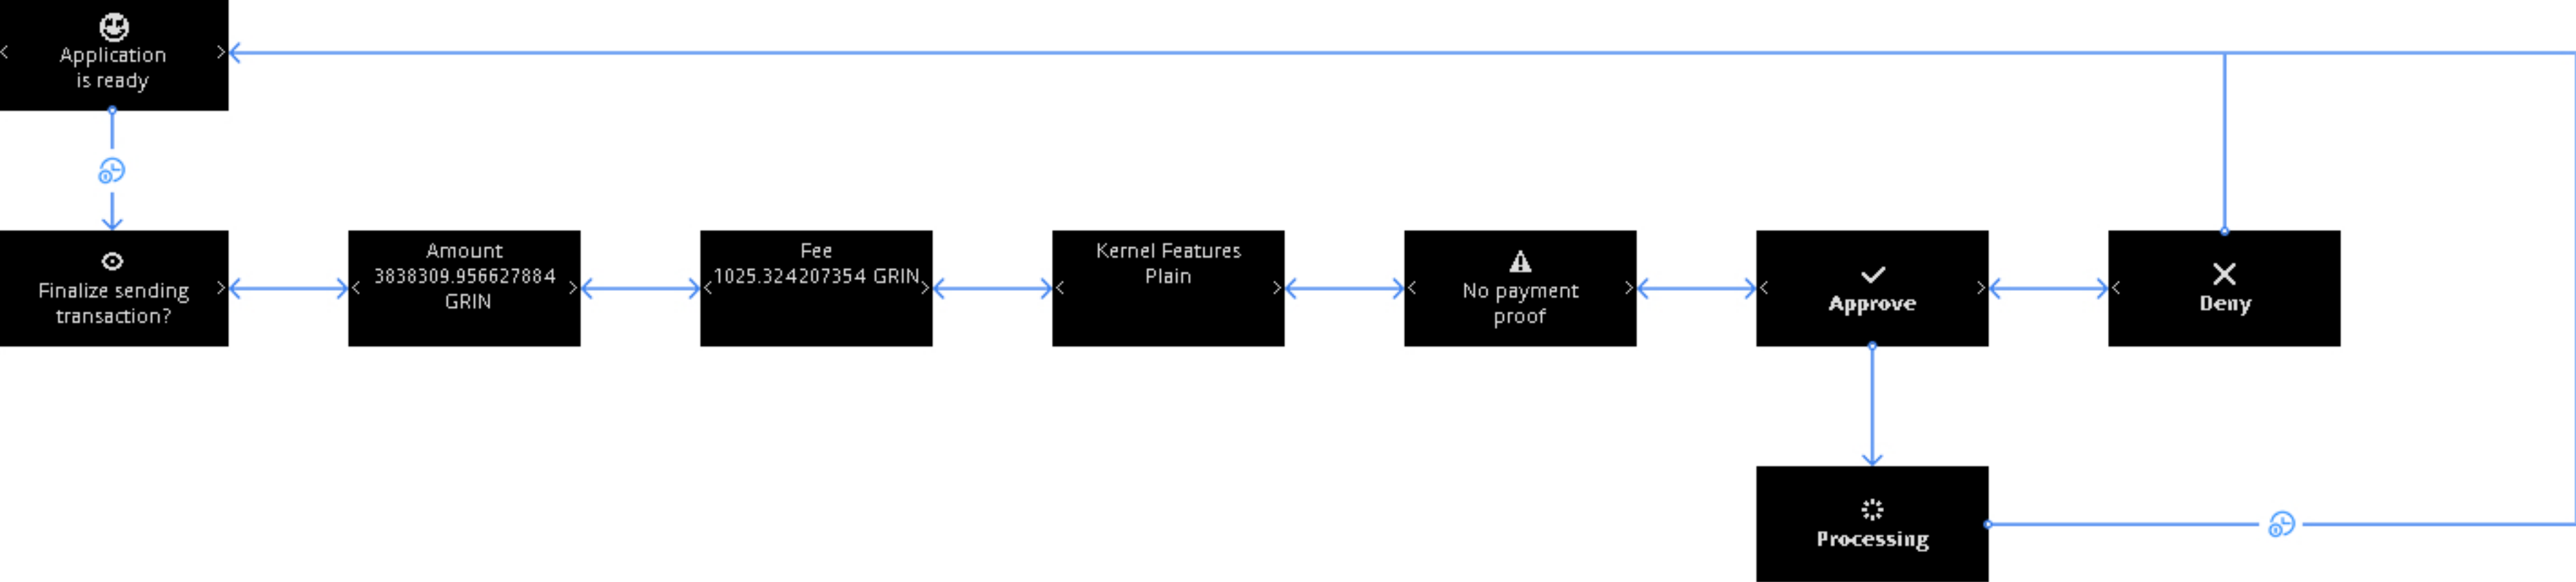 Application
is ready
Finalize sending
transaction?
Amount
3838309.956627884
GRIN
Fee
1025.324207354 GRIN
Kernel Features
Plain
No payment
proof
Approve
Deny
Processing